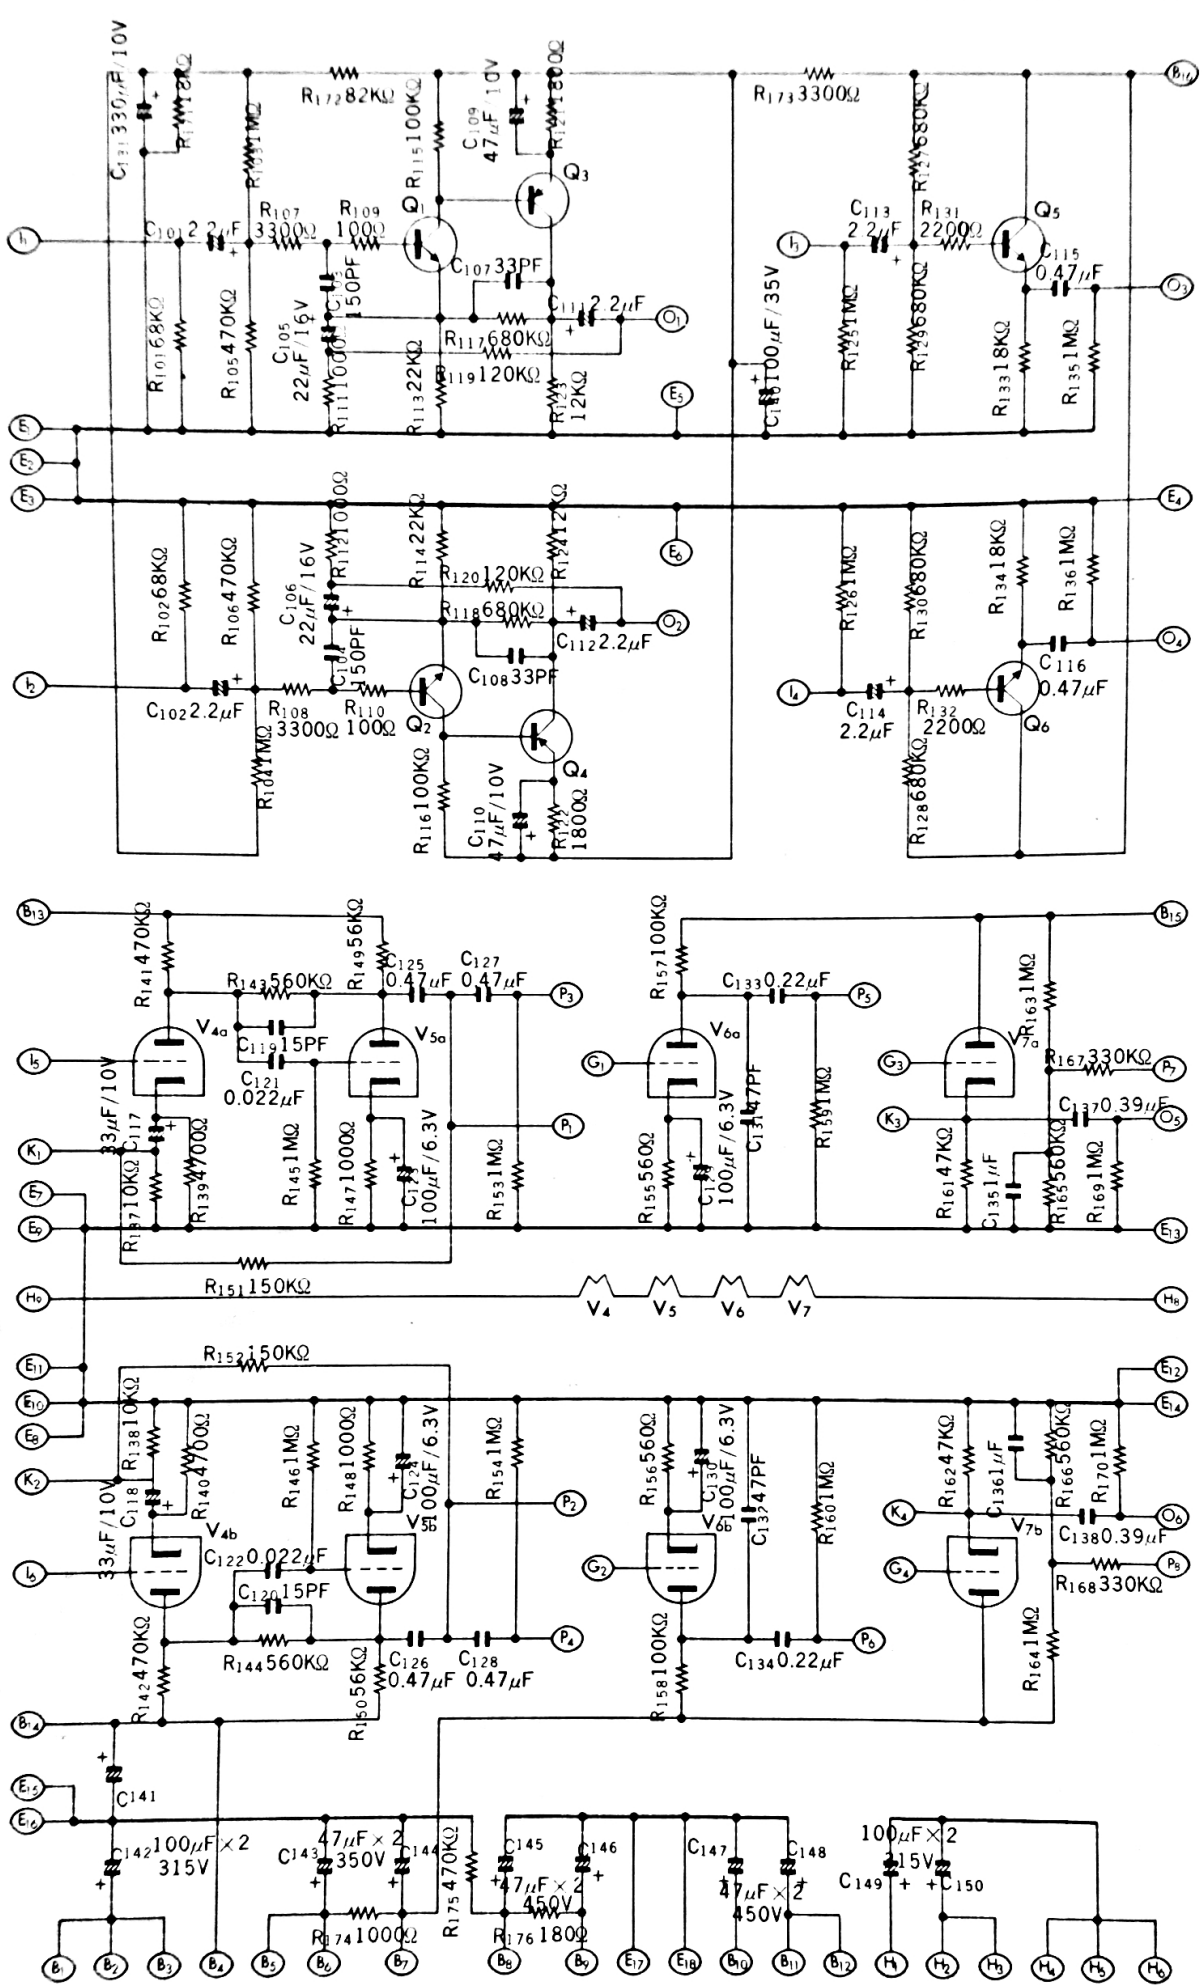 C131 330μF/10V
R171 18KΩ
R103 1MΩ
R172 82KΩ
R115 100KΩ
C109 47μF/10V
R121 1800Ω
R173 3300Ω
R127 680KΩ
B16
Q1
Q3
Q5
I1
C101 2.2μF
R107 3300Ω
R109 100Ω
C103 150PF
C107 33PF
I3
C113 2.2μF
R131 2200Ω
C115 0.47μF
O3
R101 68KΩ
R105 470KΩ
C105 22μF/16V
R111 1000Ω
R113 22KΩ
R117 680KΩ
R119 120KΩ
C111 2.2μF
O1
R123 12KΩ
C140 100μF/35V
R125 1MΩ
R129 680KΩ
R133 18KΩ
R135 1MΩ
E1
E5
E2
E3
E4
E6
R102 68KΩ
R106 470KΩ
C106 22μF/16V
R112 1000Ω
R114 22KΩ
R124 12KΩ
R120 120KΩ
R118 680KΩ
C112 2.2μF
O2
C104 150PF
C108 33PF
R126 1MΩ
R130 680KΩ
R134 18KΩ
R136 1MΩ
O4
C116 0.47μF
I2
C102 2.2μF
R108 3300Ω
R110 100Ω
Q2
Q4
I4
C114 2.2μF
R132 2200Ω
Q6
R104 1MΩ
R116 100KΩ
C110 47μF/10V
R122 1800Ω
R128 680KΩ
B13
R141 470KΩ
R149 56KΩ
R157 100KΩ
B15
R143 560KΩ
C125 0.47μF
C127 0.47μF
P3
C133 0.22μF
P5
R163 1MΩ
V4a
V5a
V6a
V7a
C119 15PF
C121 0.022μF
I5
G1
G3
R167 330KΩ
P7
33μF/10V
C117
K1
R137 10KΩ
R139 4700Ω
R145 1MΩ
R147 1000Ω
C123 100μF/6.3V
R153 1MΩ
P1
R155 560Ω
C129 100μF/6.3V
C131 47PF
R159 1MΩ
K3
C137 0.39μF
O5
R161 47KΩ
C135 1μF
R165 560KΩ
R169 1MΩ
E7
E9
E13
R151 150KΩ
H9
V4
V5
V6
V7
H8
R152 150KΩ
E11
E12
E10
E14
E8
R138 10KΩ
R140 4700Ω
R146 1MΩ
R148 1000Ω
C124 100μF/6.3V
R154 1MΩ
R156 560Ω
C130 100μF/6.3V
C132 47PF
R160 1MΩ
R162 47KΩ
C136 1μF
R166 560KΩ
R170 1MΩ
K2
C118
33μF/10V
P2
K4
C138 0.39μF
O6
V4b
V5b
V6b
V7b
I6
C122 0.022μF
C120 15PF
G2
G4
R168 330KΩ
P8
R142 470KΩ
R144 560KΩ
R150 56KΩ
C126 0.47μF
C128 0.47μF
P4
R158 100KΩ
C134 0.22μF
P6
R164 1MΩ
B14
C141
E15
E16
C142 100μF×2 315V
C143 47μF×2 350V C144
R175 470KΩ
C145 47μF×2 450V C146
C147 47μF×2 450V C148
100μF×2 315V
C149 C150
R174 1000Ω
R176 180Ω
B1 B2 B3 B4 B5 B6 B7 B8 B9 E17 E18 B10 B11 B12 H1 H2 H3 H4 H5 H6